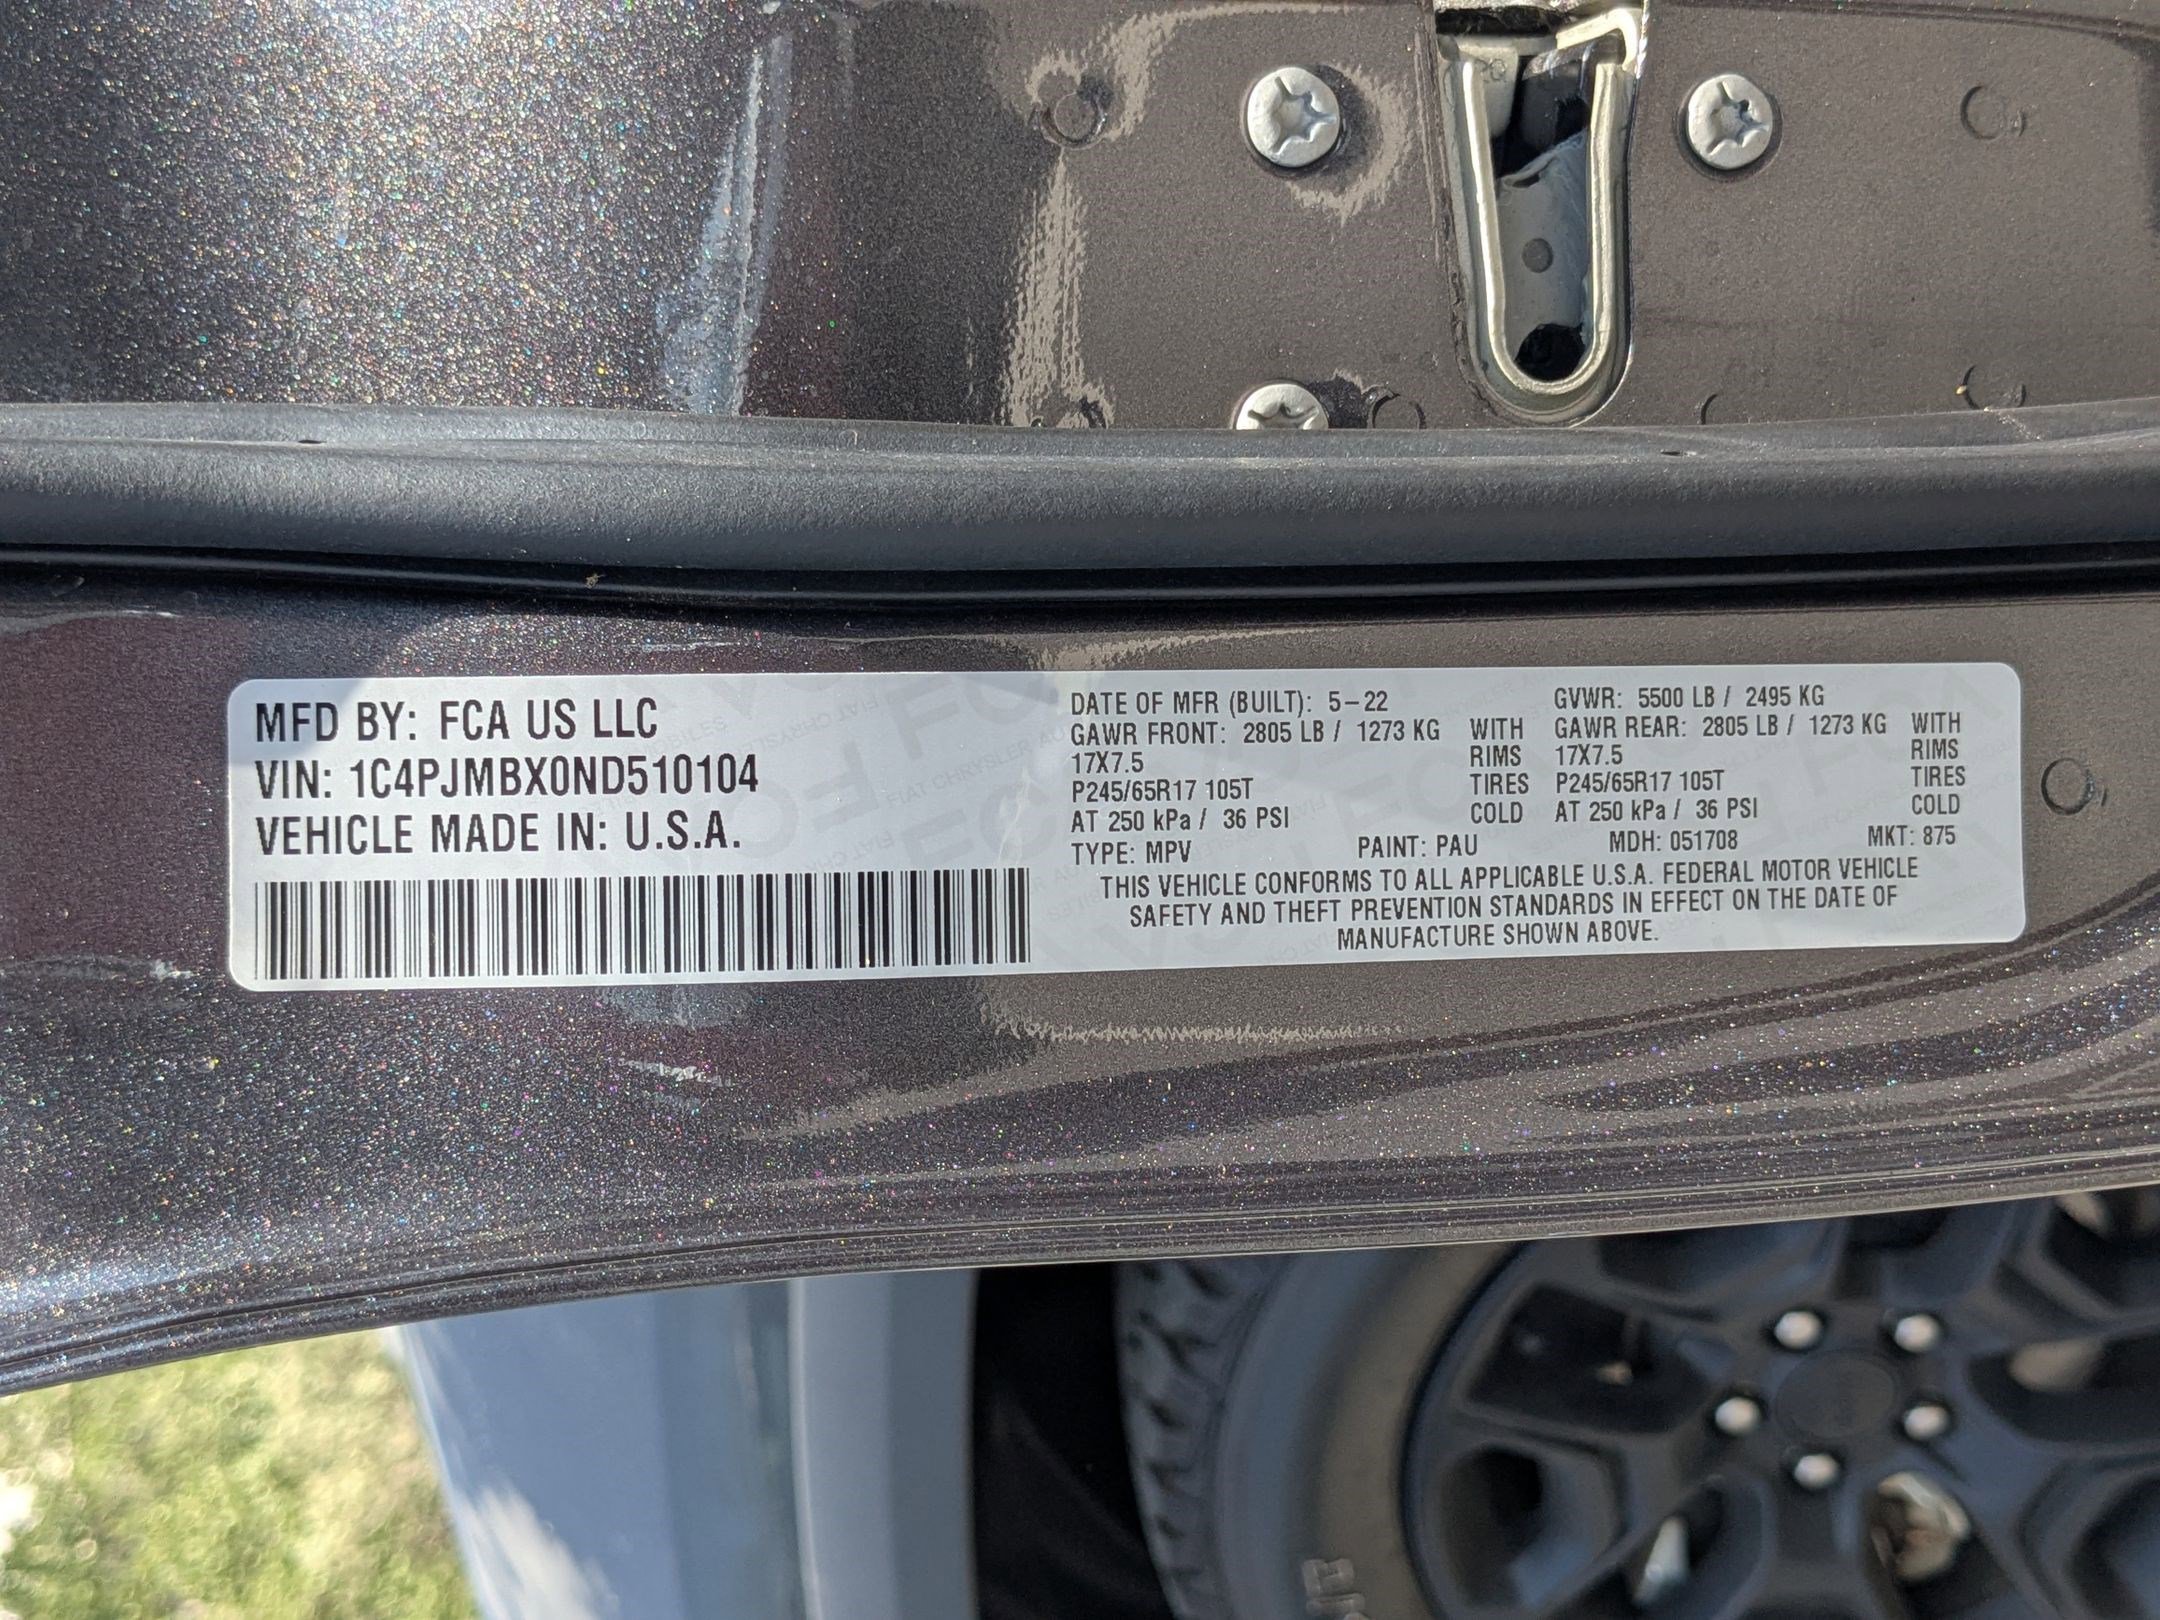 MFD BY: FCA US LLC
VIN: 1C4PJMBX0ND510104
VEHICLE MADE IN: U.S.A.
DATE OF MFR (BUILT): 5-22 GVWR: 5500 LB / 2495 KG
GAWR FRONT: 2805 LB / 1273 KG WITH GAWR REAR: 2805 LB / 1273 KG WITH
17X7.5 RIMS 17X7.5 RIMS
P245/65R17 105T TIRES P245/65R17 105T TIRES
AT 250 kPa / 36 PSI COLD AT 250 kPa / 36 PSI COLD
TYPE: MPV PAINT: PAU MDH: 051708 MKT: 875
THIS VEHICLE CONFORMS TO ALL APPLICABLE U.S.A. FEDERAL MOTOR VEHICLE
SAFETY AND THEFT PREVENTION STANDARDS IN EFFECT ON THE DATE OF
MANUFACTURE SHOWN ABOVE.